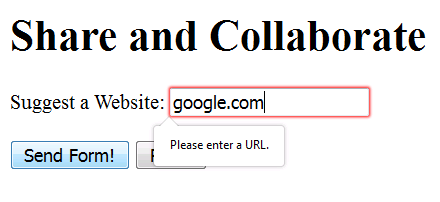 Share and Collaborate
Suggest a Website: google.com
Please enter a URL.
Send Form!